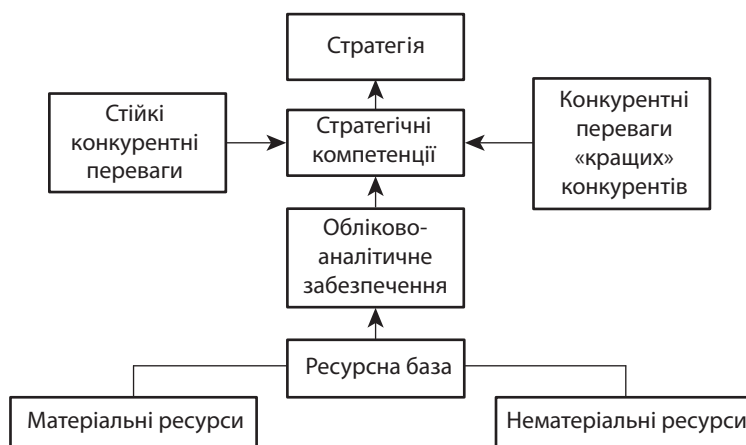 Стратегія
Стійкі
конкурентні
переваги
Стратегічні
компетенції
Конкурентні
переваги
«кращих»
конкурентів
Обліково-
аналітичне
забезпечення
Ресурсна база
Матеріальні ресурси
Нематеріальні ресурси